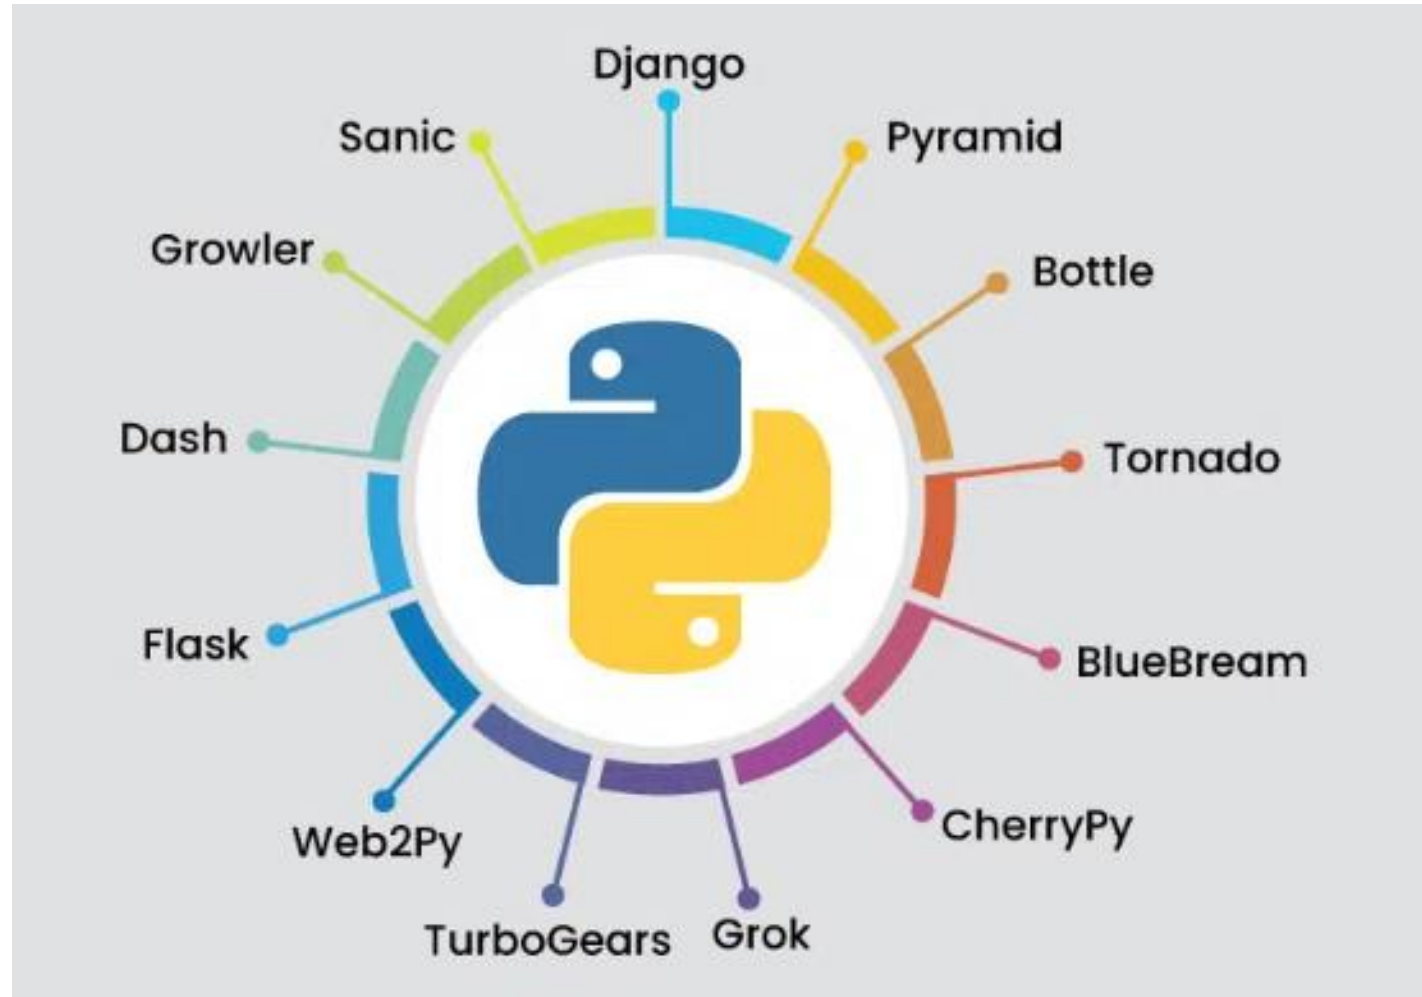 Django
Pyramid
Bottle
Tornado
BlueBream
CherryPy
Grok
TurboGears
Web2Py
Flask
Dash
Growler
Sanic